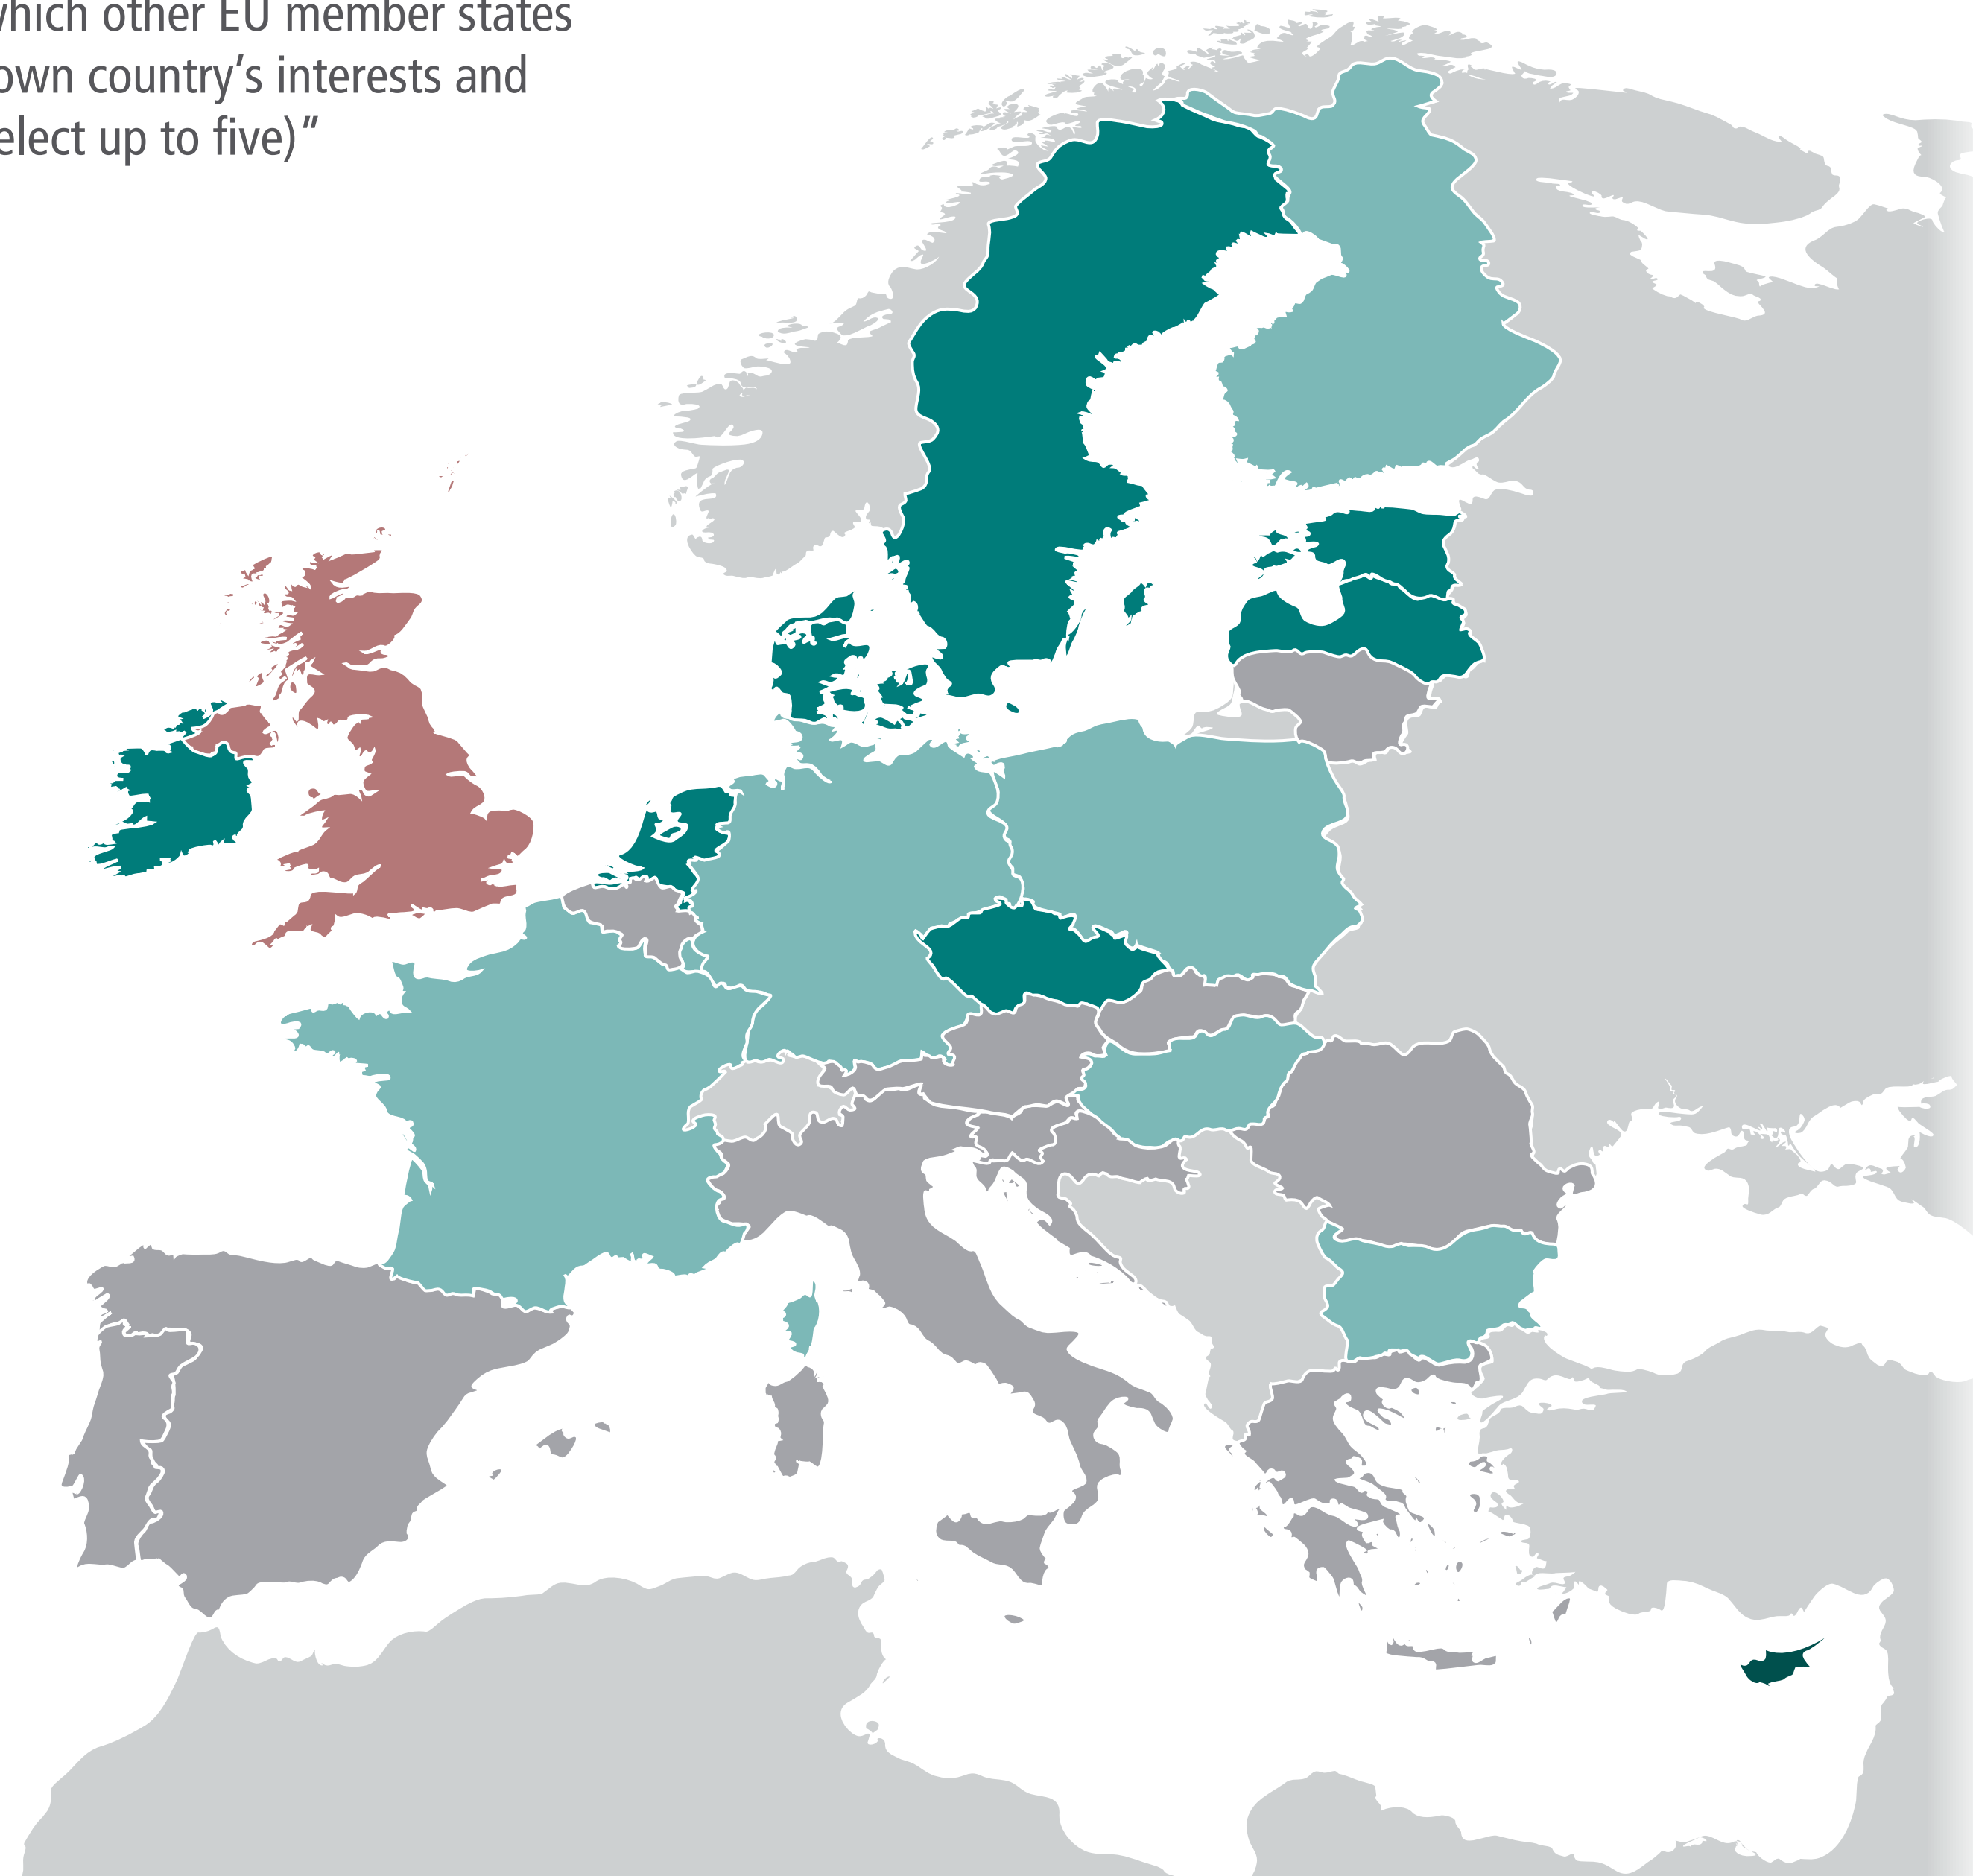 which other EU member states
own country's interests and
elect up to five)”